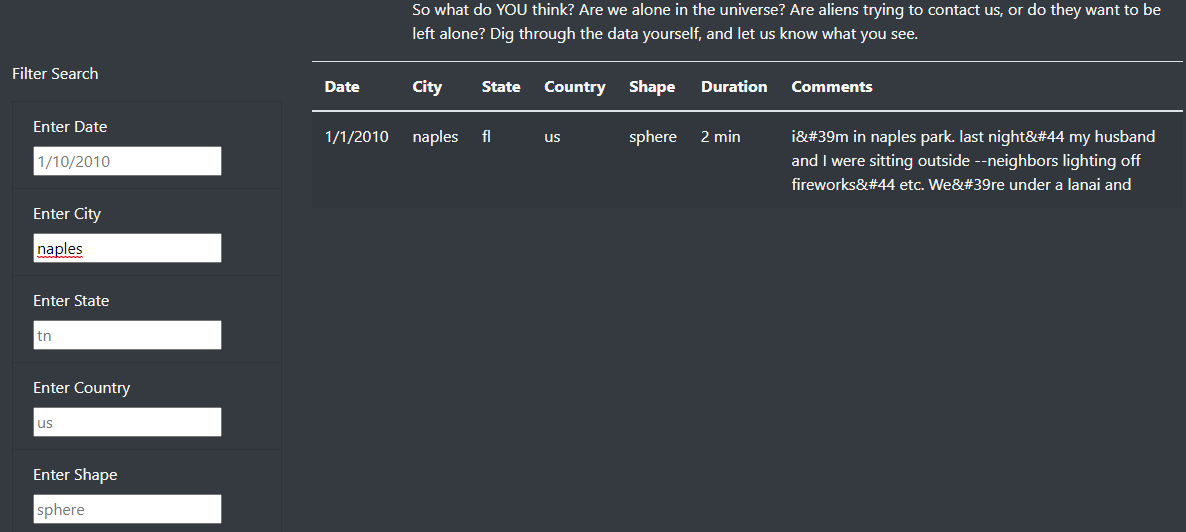 So what do YOU think? Are we alone in the universe? Are aliens trying to contact us, or do they want to be
left alone? Dig through the data yourself, and let us know what you see.
Filter Search
Enter Date
1/10/2010
Enter City
naples
Enter State
tn
Enter Country
us
Enter Shape
sphere
Date City State Country Shape Duration Comments
1/1/2010 naples fl us sphere 2 min i&#39m in naples park. last night&#44 my husband
and I were sitting outside --neighbors lighting off
fireworks&#44 etc. We&#39re under a lanai and